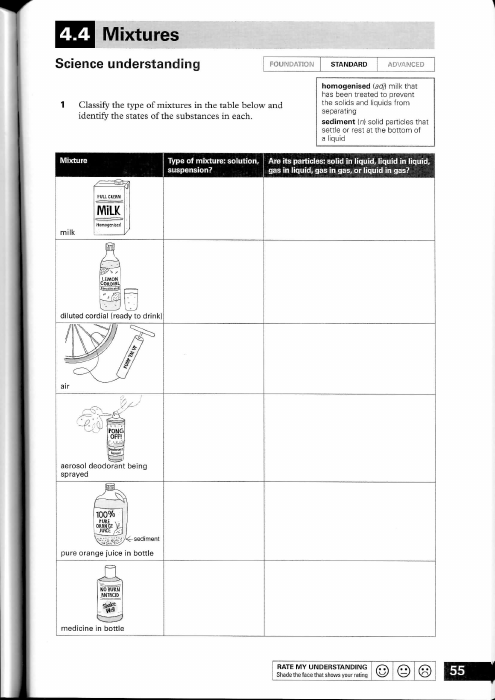 4.4 Mixtures
Science understanding
FOUNDATION STANDARD ADVANCED
homogenised (adj) milk that
has been treated to prevent
the solids and liquids from
separating
sediment (n) solid particles that
settle or rest at the bottom of
a liquid
1 Classify the type of mixtures in the table below and
identify the states of the substances in each.
Mixture
Type of mixture: solution,
suspension?
Are its particles: solid in liquid, liquid in liquid,
gas in liquid, gas in gas, or liquid in gas?
FULL CREAM
MiLK
Homogenised
milk
LEMON
CORDIAL
diluted cordial (ready to drink)
air
PONG
OFF!
aerosol deodorant being
sprayed
100%
PURE
ORANGE
JUICE
sediment
pure orange juice in bottle
NO BURN
ANTACID
Shake
Well
medicine in bottle
RATE MY UNDERSTANDING
Shade the face that shows your rating
55